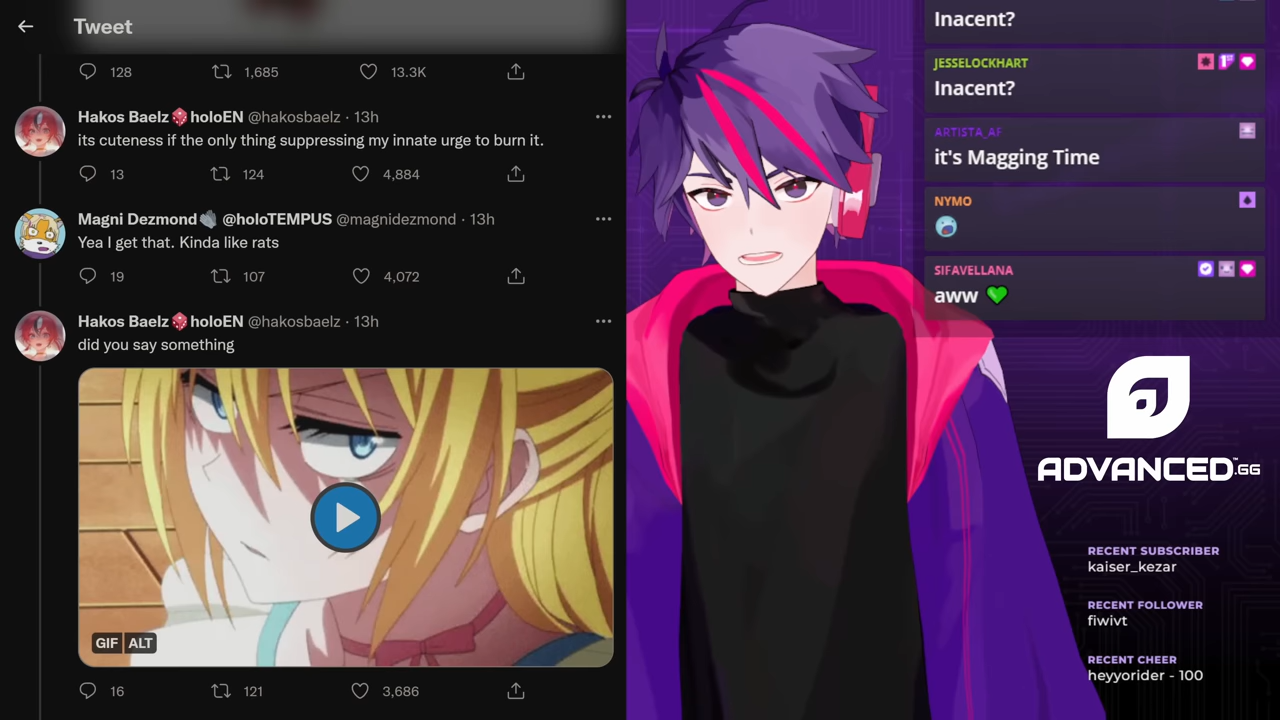 Tweet
128 1,685 13.3K
Hakos Baelz holoEN @hakosbaelz · 13h
its cuteness if the only thing suppressing my innate urge to burn it.
13 124 4,884
Magni Dezmond @holoTEMPUS @magnidezmond · 13h
Yea I get that. Kinda like rats
19 107 4,072
Hakos Baelz holoEN @hakosbaelz · 13h
did you say something
GIF ALT
16 121 3,686
Inacent?
JESSELOCKHART
Inacent?
ARTISTA_AF
it's Magging Time
NYMO
SIFAVELLANA
aww
ADVANCED.GG
RECENT SUBSCRIBER
kaiser_kezar
RECENT FOLLOWER
fiwivt
RECENT CHEER
heyyorider - 100